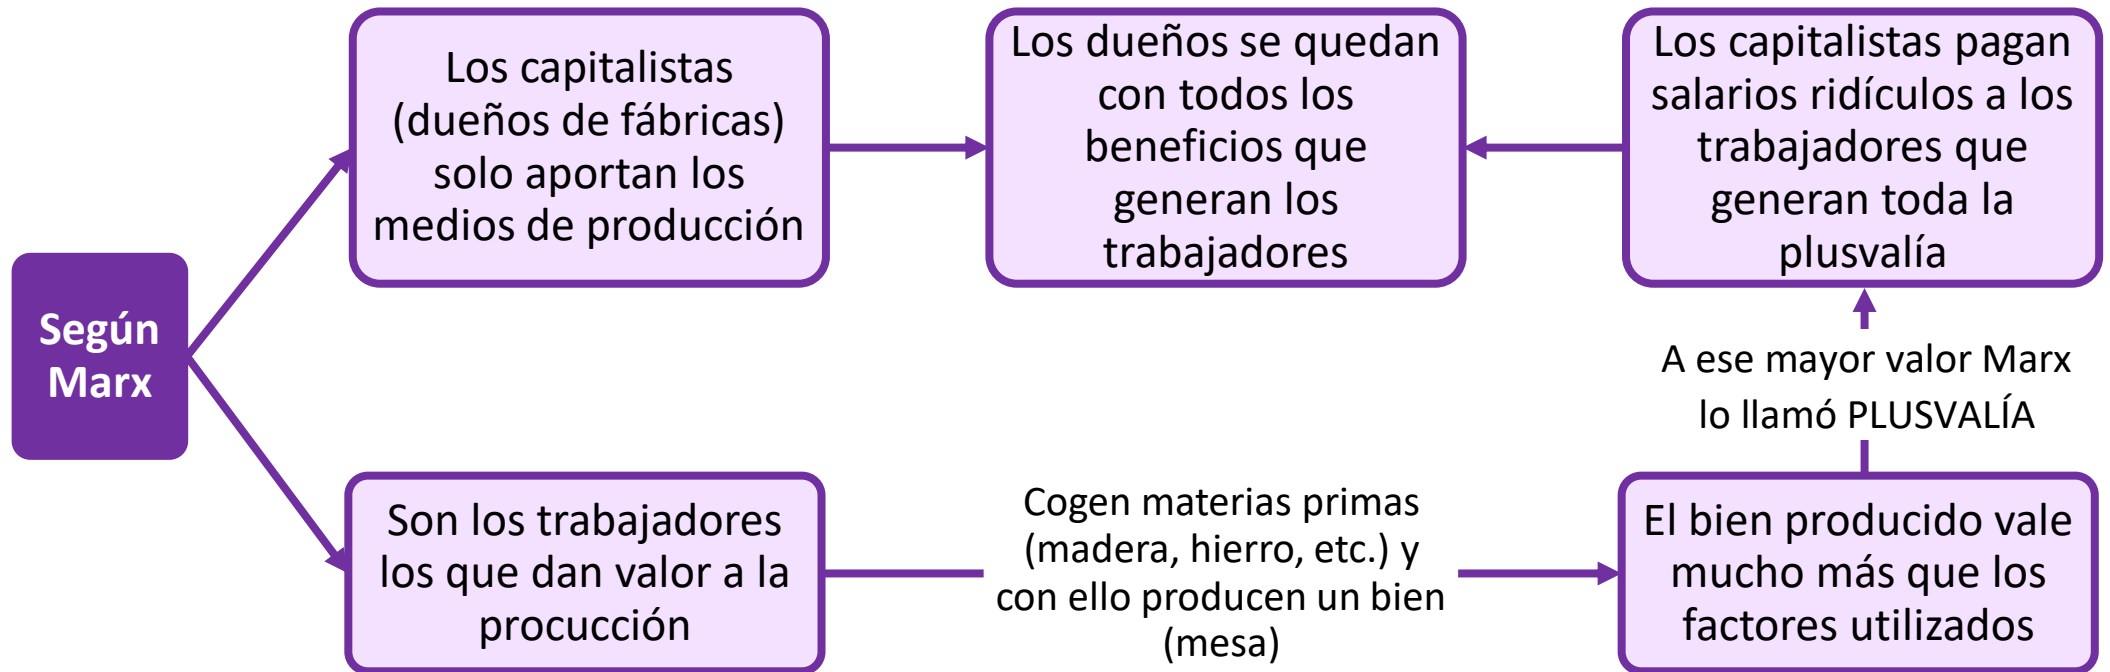 Los capitalistas
(dueños de fábricas)
solo aportan los
medios de producción
Los dueños se quedan
con todos los
beneficios que
generan los
trabajadores
Los capitalistas pagan
salarios ridículos a los
trabajadores que
generan toda la
plusvalía
Según
Marx
A ese mayor valor Marx
lo llamó PLUSVALÍA
Son los trabajadores
los que dan valor a la
procucción
Cogen materias primas
(madera, hierro, etc.) y
con ello producen un bien
(mesa)
El bien producido vale
mucho más que los
factores utilizados